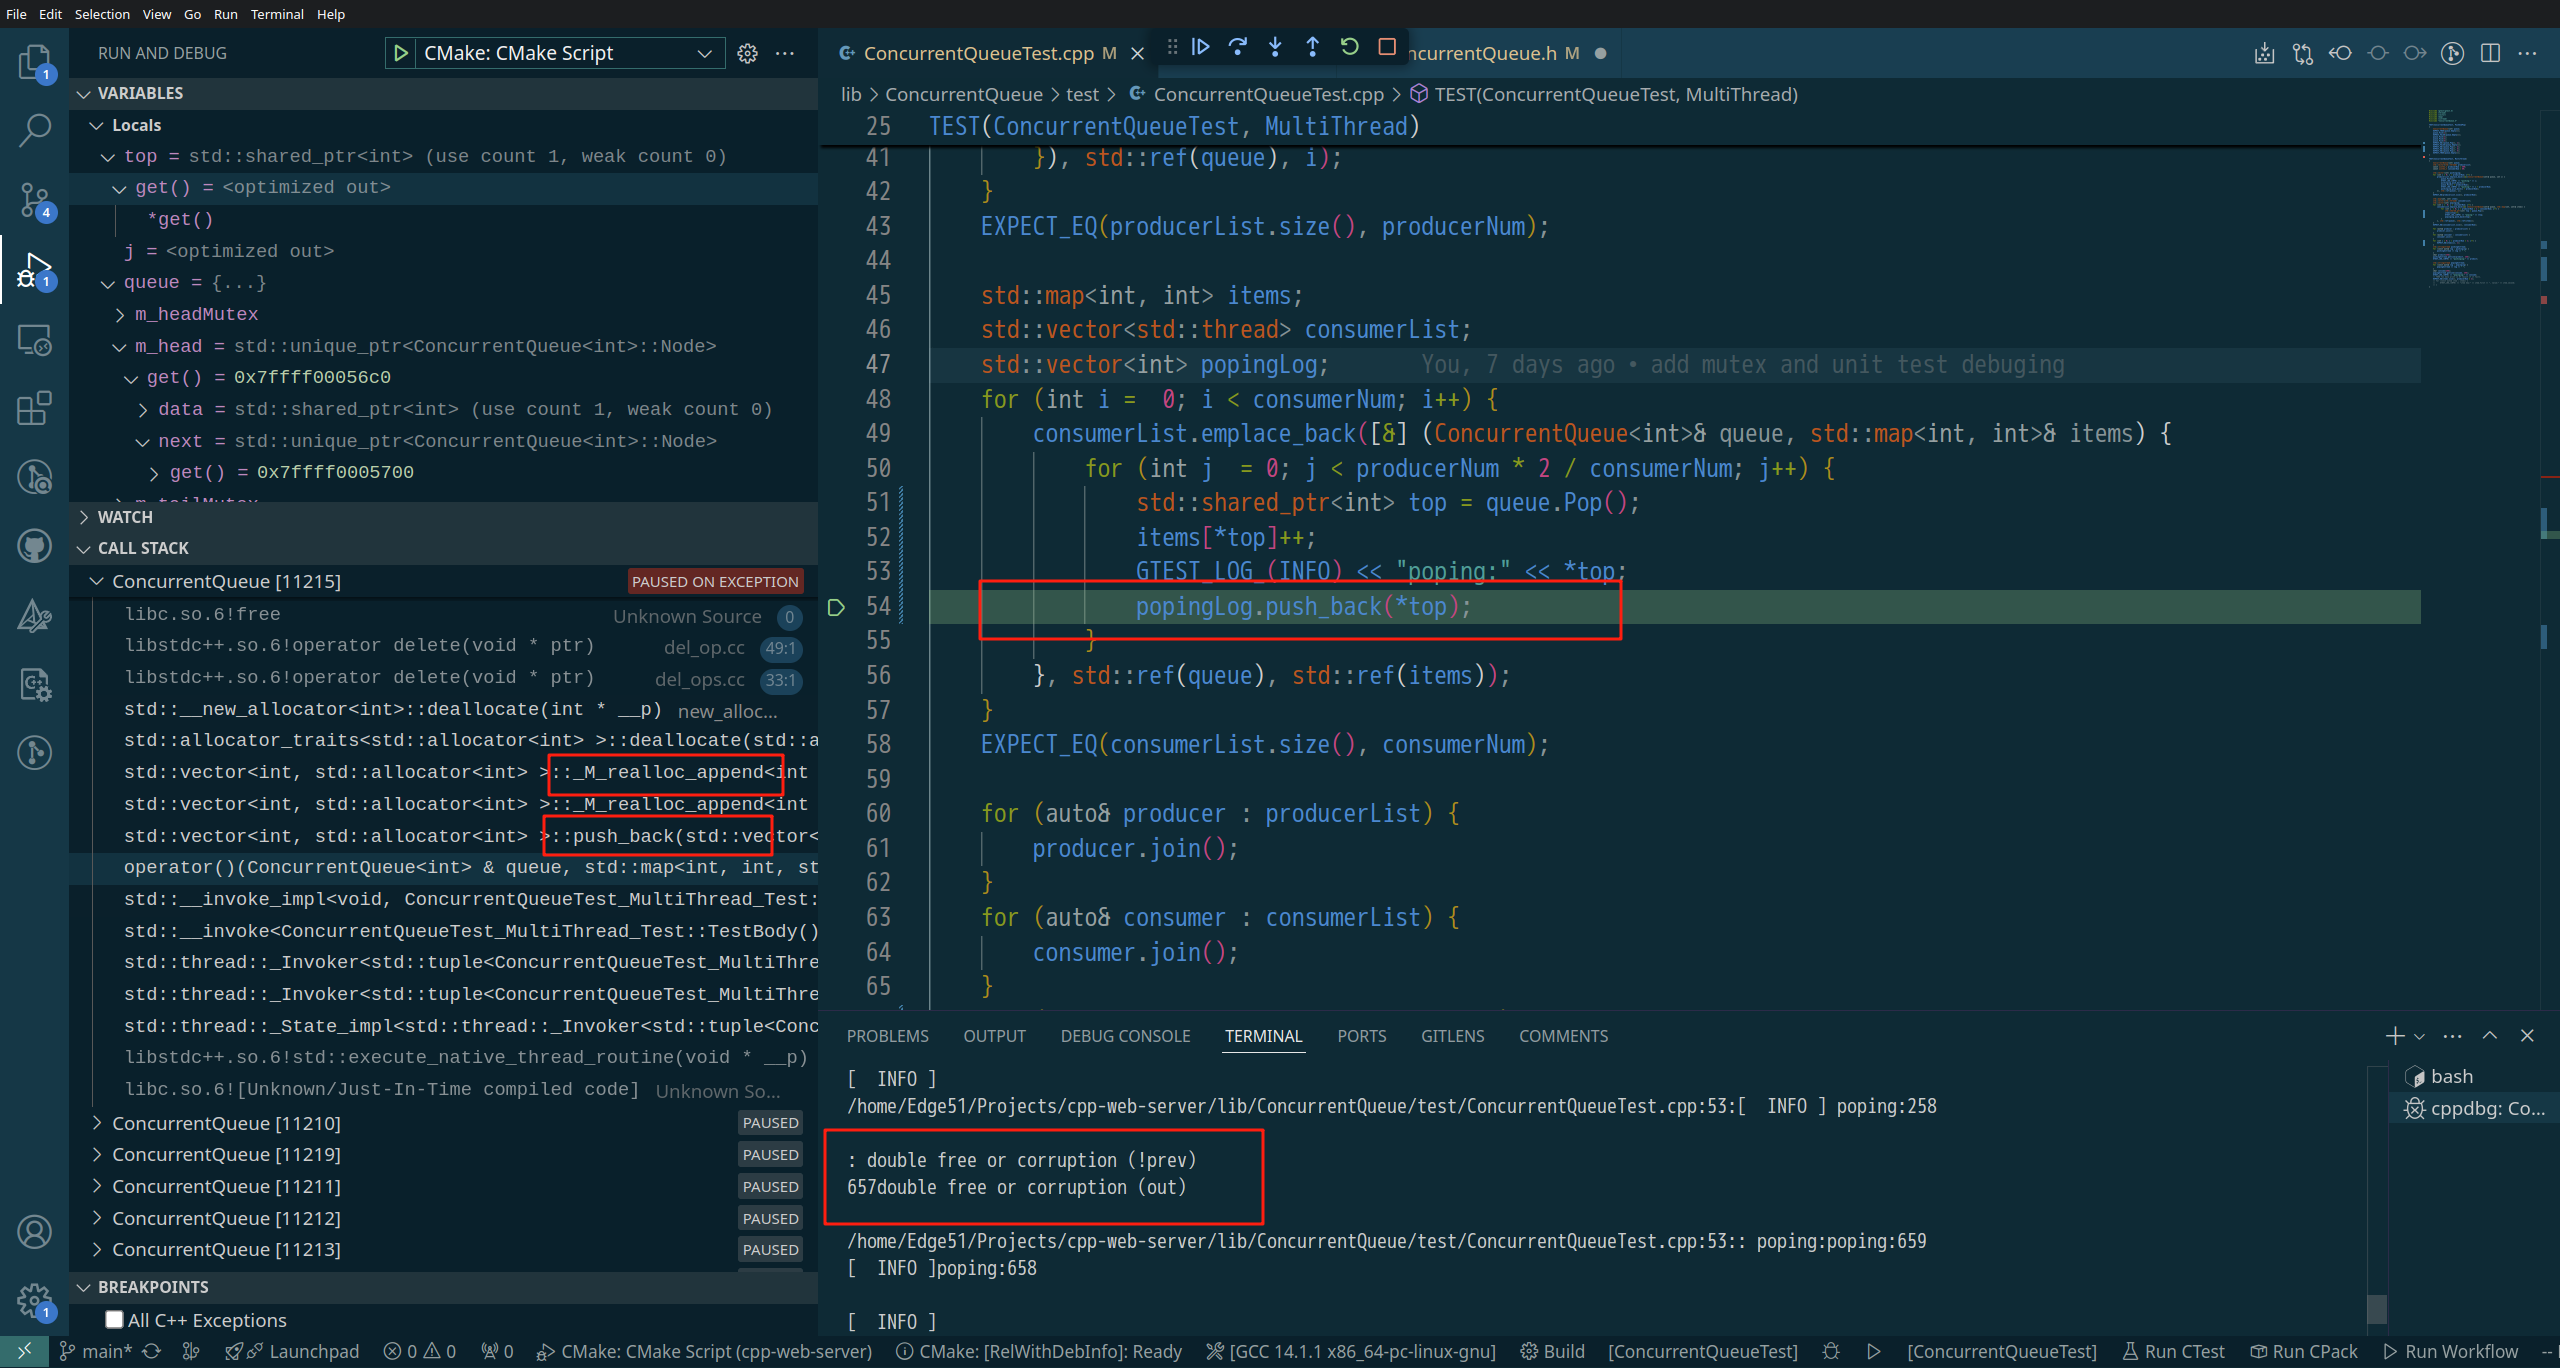 File Edit Selection View Go Run Terminal Help
RUN AND DEBUG
CMake: CMake Script
VARIABLES
Locals
top = std::shared_ptr<int> (use count 1, weak count 0)
get() = <optimized out>
*get()
j = <optimized out>
queue = {...}
m_headMutex
m_head = std::unique_ptr<ConcurrentQueue<int>::Node>
get() = 0x7ffff00056c0
data = std::shared_ptr<int> (use count 1, weak count 0)
next = std::unique_ptr<ConcurrentQueue<int>::Node>
get() = 0x7ffff0005700
WATCH
CALL STACK
ConcurrentQueue [11215] PAUSED ON EXCEPTION
libc.so.6!free Unknown Source 0
libstdc++.so.6!operator delete(void * ptr) del_op.cc 49:1
libstdc++.so.6!operator delete(void * ptr) del_ops.cc 33:1
std::__new_allocator<int>::deallocate(int * __p) new_alloc...
std::allocator_traits<std::allocator<int> >::deallocate(std::a
std::vector<int, std::allocator<int> >::_M_realloc_append<int
std::vector<int, std::allocator<int> >::_M_realloc_append<int
std::vector<int, std::allocator<int> >::push_back(std::vector<
operator()(ConcurrentQueue<int> & queue, std::map<int, int, st
std::__invoke_impl<void, ConcurrentQueueTest_MultiThread_Test:
std::__invoke<ConcurrentQueueTest_MultiThread_Test::TestBody()
std::thread::_Invoker<std::tuple<ConcurrentQueueTest_MultiThre
std::thread::_Invoker<std::tuple<ConcurrentQueueTest_MultiThre
std::thread::_State_impl<std::thread::_Invoker<std::tuple<Conc
libstdc++.so.6!std::execute_native_thread_routine(void * __p)
libc.so.6![Unknown/Just-In-Time compiled code] Unknown So...
ConcurrentQueue [11210] PAUSED
ConcurrentQueue [11219] PAUSED
ConcurrentQueue [11211] PAUSED
ConcurrentQueue [11212] PAUSED
ConcurrentQueue [11213] PAUSED
BREAKPOINTS
All C++ Exceptions
1
4
1
1
ConcurrentQueueTest.cpp M
ncurrentQueue.h M
lib > ConcurrentQueue > test > ConcurrentQueueTest.cpp > TEST(ConcurrentQueueTest, MultiThread)
25 TEST(ConcurrentQueueTest, MultiThread)
41 }), std::ref(queue), i);
42 }
43 EXPECT_EQ(producerList.size(), producerNum);
44
45 std::map<int, int> items;
46 std::vector<std::thread> consumerList;
47 std::vector<int> popingLog; You, 7 days ago • add mutex and unit test debuging
48 for (int i =  0; i < consumerNum; i++) {
49 consumerList.emplace_back([&] (ConcurrentQueue<int>& queue, std::map<int, int>& items) {
50 for (int j  = 0; j < producerNum * 2 / consumerNum; j++) {
51 std::shared_ptr<int> top = queue.Pop();
52 items[*top]++;
53 GTEST_LOG_(INFO) << "poping:" << *top;
54 popingLog.push_back(*top);
55 }
56 }, std::ref(queue), std::ref(items));
57 }
58 EXPECT_EQ(consumerList.size(), consumerNum);
59
60 for (auto& producer : producerList) {
61 producer.join();
62 }
63 for (auto& consumer : consumerList) {
64 consumer.join();
65 }
PROBLEMS OUTPUT DEBUG CONSOLE TERMINAL PORTS GITLENS COMMENTS
[  INFO ]
/home/Edge51/Projects/cpp-web-server/lib/ConcurrentQueue/test/ConcurrentQueueTest.cpp:53:[  INFO ] poping:258
: double free or corruption (!prev)
657double free or corruption (out)
/home/Edge51/Projects/cpp-web-server/lib/ConcurrentQueue/test/ConcurrentQueueTest.cpp:53:: poping:poping:659
[  INFO ]poping:658
[  INFO ]
bash
cppdbg: Co...
main* Launchpad 0 0 0 CMake: CMake Script (cpp-web-server) CMake: [RelWithDebInfo]: Ready [GCC 14.1.1 x86_64-pc-linux-gnu] Build [ConcurrentQueueTest] [ConcurrentQueueTest] Run CTest Run CPack Run Workflow --